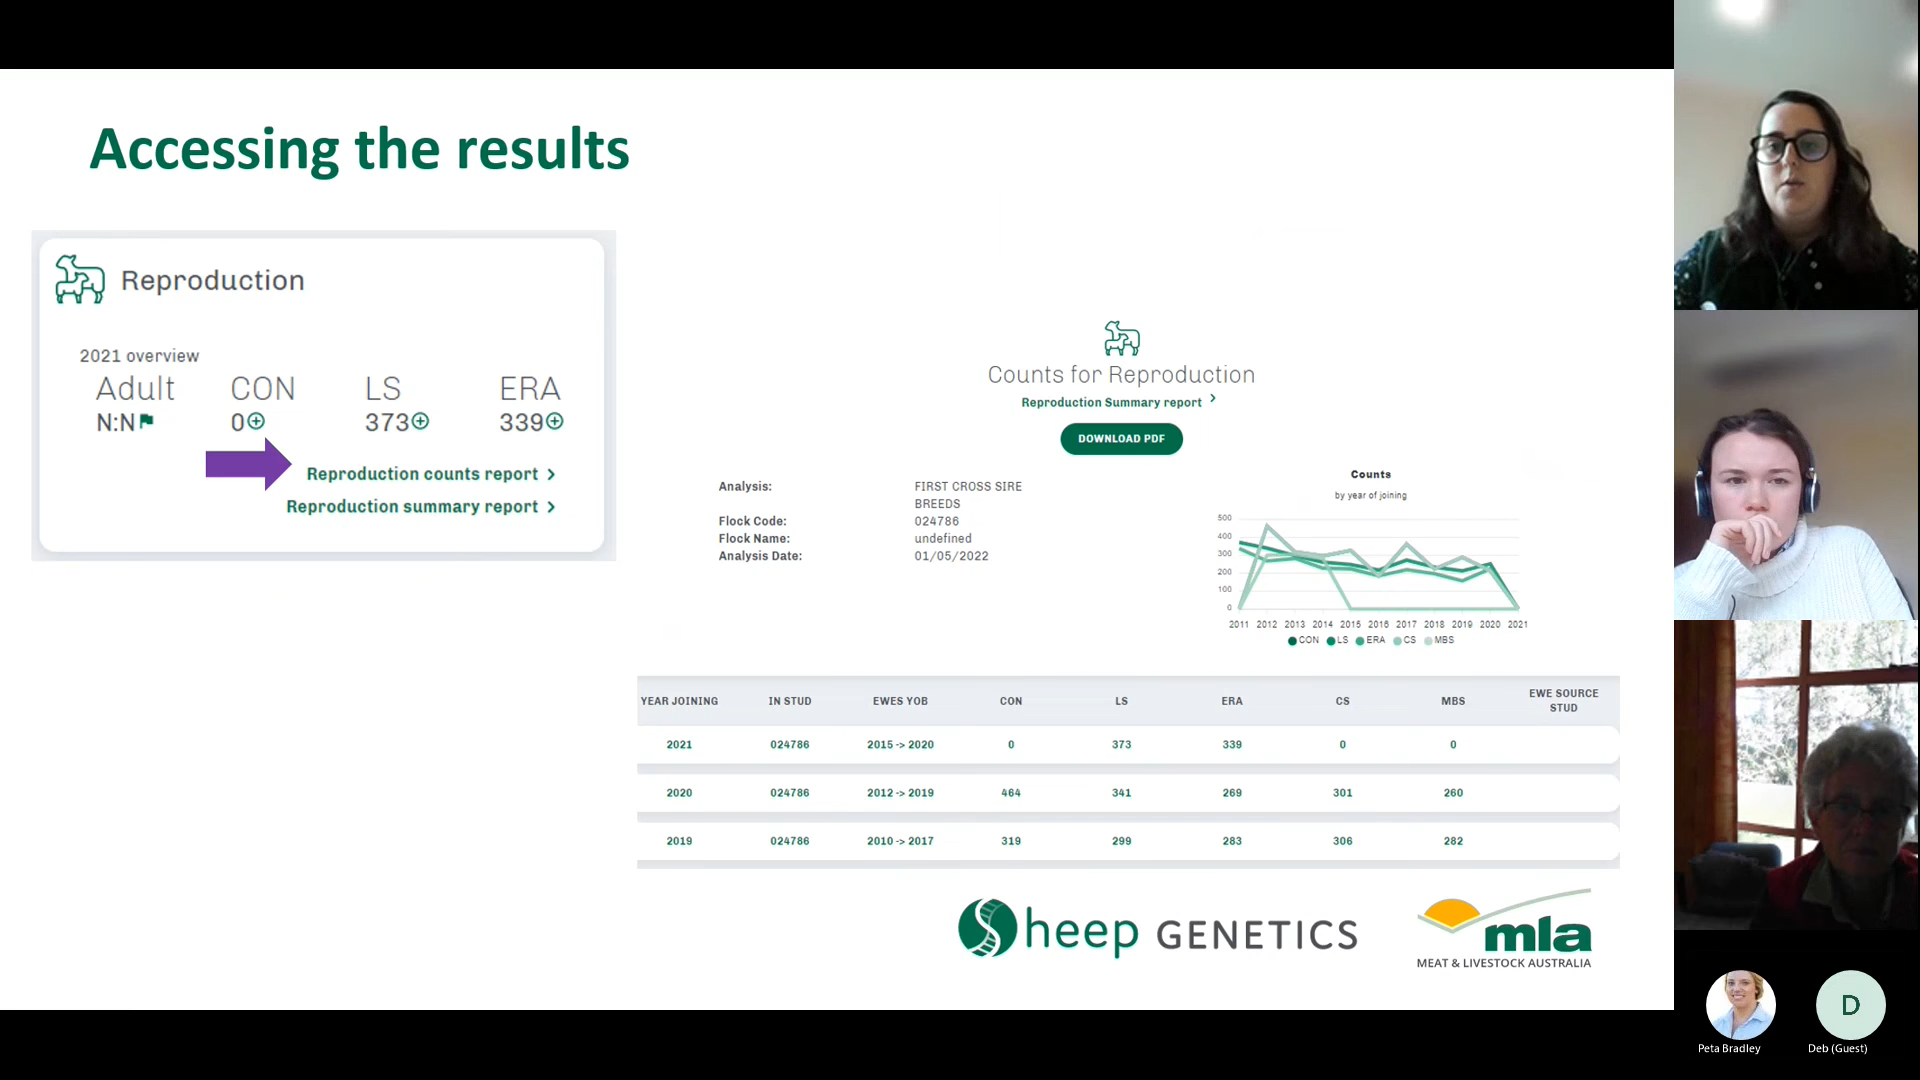 Accessing the results
Reproduction
2021 overview
Adult CON LS ERA
N:N 0 373 339
Reproduction counts report >
Reproduction summary report >
Counts for Reproduction
Reproduction Summary report >
DOWNLOAD PDF
Analysis: FIRST CROSS SIRE
BREEDS
Flock Code: 024786
Flock Name: undefined
Analysis Date: 01/05/2022
Counts
by year of joining
500
400
300
200
100
0
2011 2012 2013 2014 2015 2016 2017 2018 2019 2020 2021
CON LS ERA CS MBS
YEAR JOINING IN STUD EWES YOB CON LS ERA CS MBS EWE SOURCE
STUD
2021 024786 2015 -> 2020 0 373 339 0 0
2020 024786 2012 -> 2019 464 341 269 301 260
2019 024786 2010 -> 2017 319 299 283 306 282
Sheep GENETICS
mla
MEAT & LIVESTOCK AUSTRALIA
D
Peta Bradley Deb (Guest)